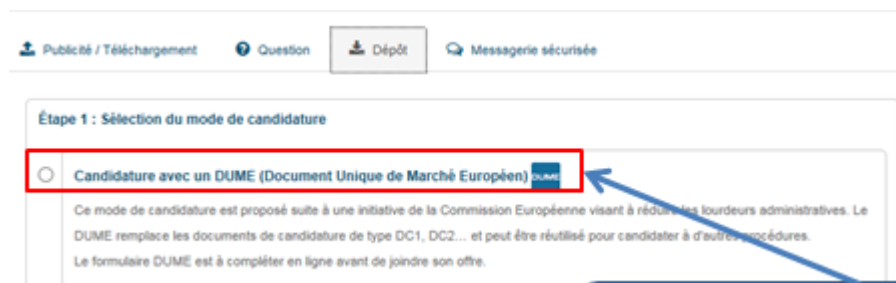 Publicité / Téléchargement Question Dépôt Messagerie sécurisée
Étape 1 : Sélection du mode de candidature
Candidature avec un DUME (Document Unique de Marché Européen) DUME
Ce mode de candidature est proposé suite à une initiative de la Commission Européenne visant à réduire les lourdeurs administratives. Le
DUME remplace les documents de candidature de type DC1, DC2... et peut être réutilisé pour candidater à d'autres procédures.
Le formulaire DUME est à compléter en ligne avant de joindre son offre.